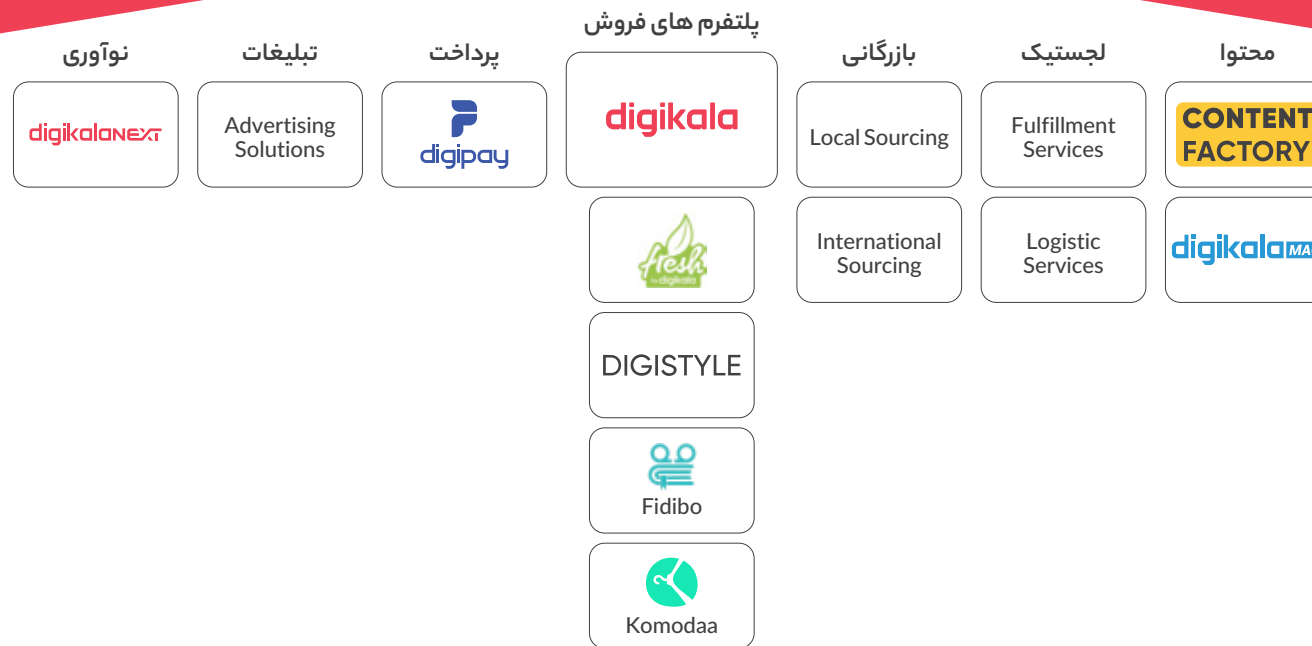 پلتفرم های فروش
محتوا
لجستیک
بازرگانی
پرداخت
تبلیغات
نوآوری
CONTENT
FACTORY
Fulfillment
Services
Local Sourcing
digikala
digipay
Advertising
Solutions
digikalaNEXT
digikala
Logistic
Services
International
Sourcing
fresh
by digikala
DIGISTYLE
Fidibo
Komodaa